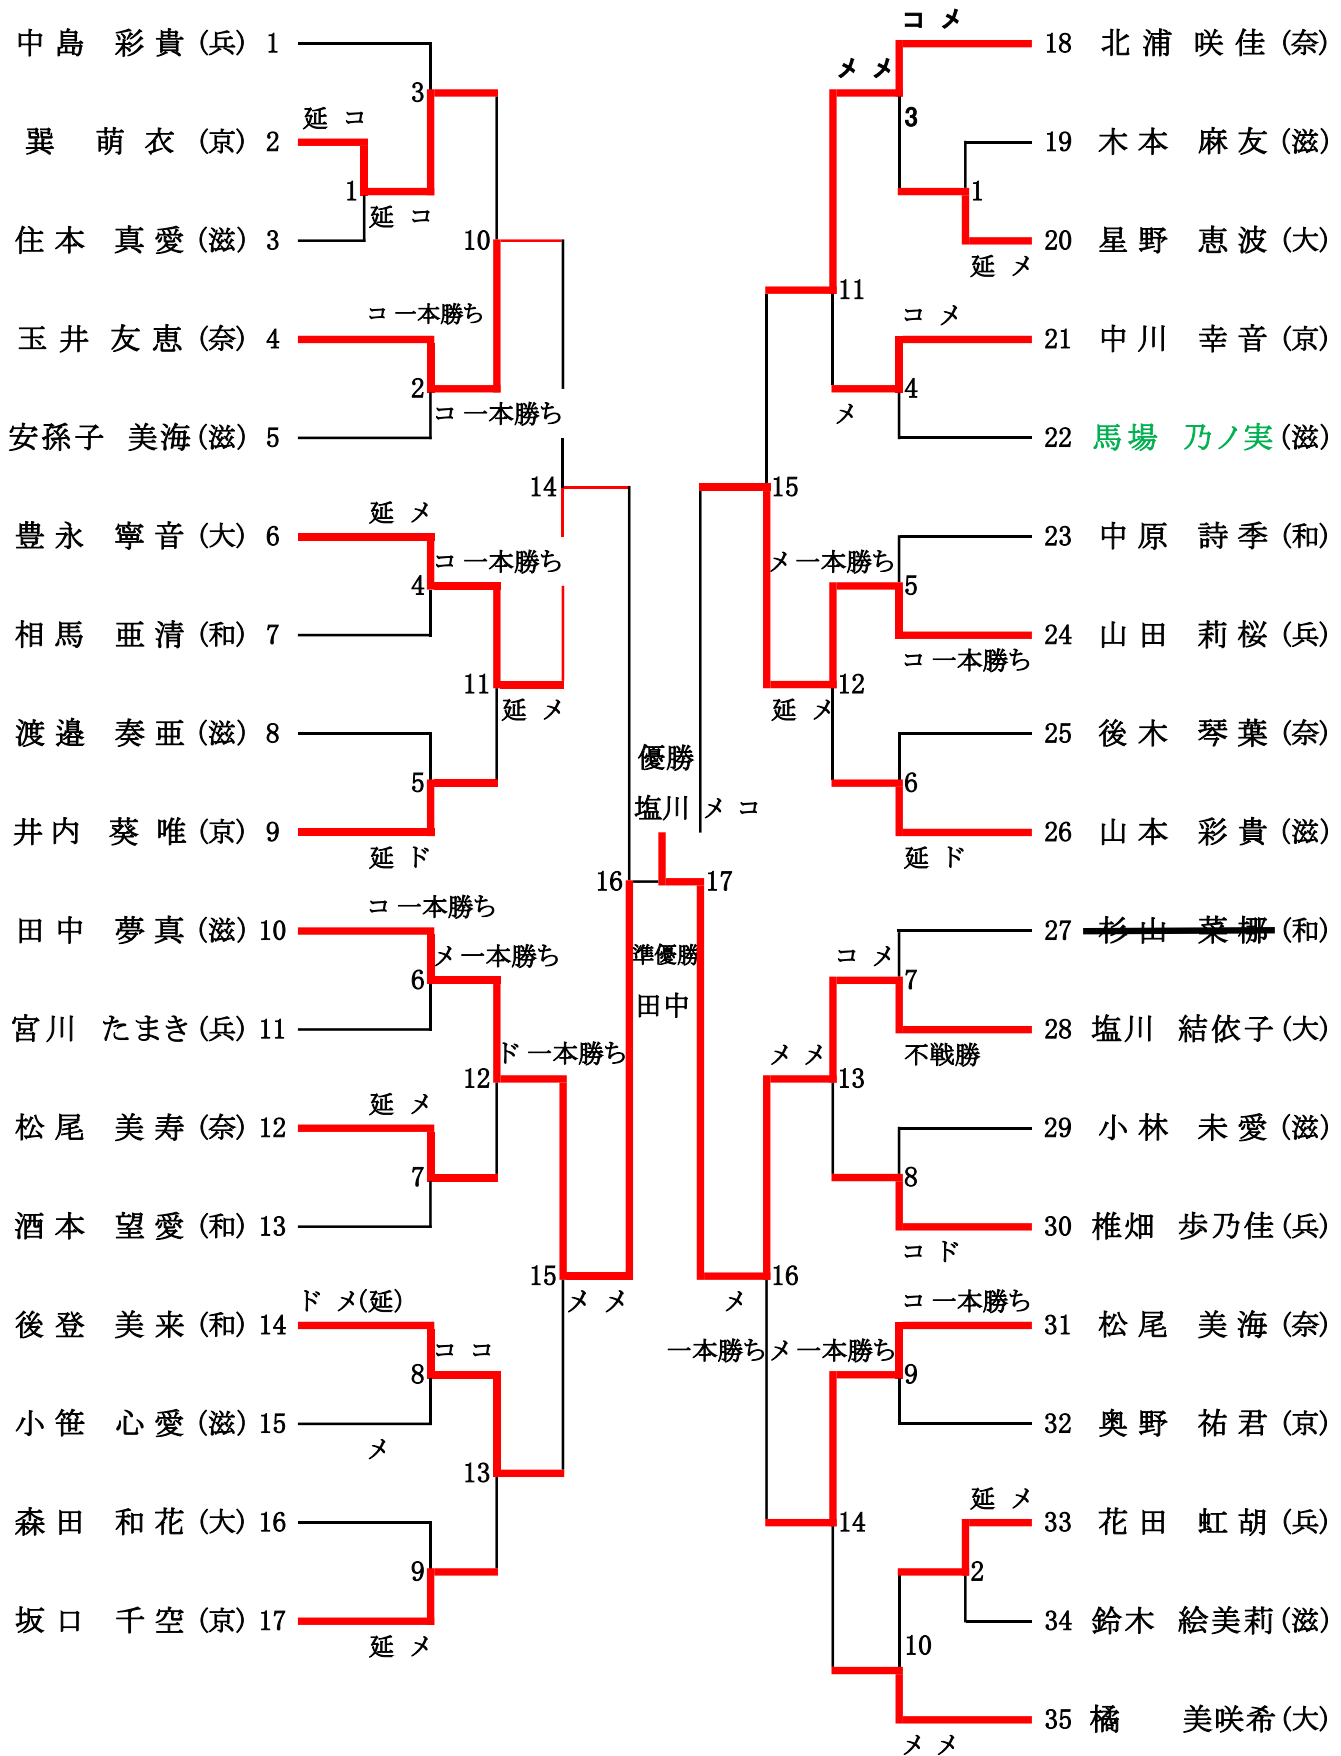 中島 彩貴 (兵) 1
3
延 コ
巽 萌衣 (京) 2
1
延 コ
住本 真愛 (滋) 3
10
コ 一本勝ち
玉井 友恵 (奈) 4
2
コ 一本勝ち
安孫子 美海 (滋) 5
14
延 メ
豊永 寧音 (大) 6
コ 一本勝ち
4
相馬 亜清 (和) 7
11
延 メ
渡邉 奏亜 (滋) 8
5
井内 葵唯 (京) 9
延 ド
16
コ 一本勝ち
田中 夢真 (滋) 10
メ 一本勝ち
6
宮川 たまき (兵) 11
ド 一本勝ち
12
延 メ
松尾 美寿 (奈) 12
7
酒本 望愛 (和) 13
15
メ メ
ド メ(延)
後登 美来 (和) 14
コ コ
8
小笹 心愛 (滋) 15
メ
13
森田 和花 (大) 16
9
坂口 千空 (京) 17
延 メ
優勝
塩川 メ コ
17
準優勝
田中
コ メ
18 北浦 咲佳 (奈)
メ メ
3
19 木本 麻友 (滋)
1
20 星野 恵波 (大)
延 メ
11
コ メ
21 中川 幸音 (京)
4
メ
22 馬場 乃ノ実 (滋)
15
23 中原 詩季 (和)
メ 一本勝ち
5
24 山田 莉桜 (兵)
コ 一本勝ち
12
延 メ
25 後木 琴葉 (奈)
6
26 山本 彩貴 (滋)
延 ド
27 杉山 菜梛 (和)
コ メ
7
28 塩川 結依子 (大)
不戦勝
メ メ
13
29 小林 未愛 (滋)
8
30 椎畑 歩乃佳 (兵)
コ ド
16
メ
一本勝ち
コ 一本勝ち
31 松尾 美海 (奈)
メ 一本勝ち
9
32 奥野 祐君 (京)
14
延 メ
33 花田 虹胡 (兵)
2
34 鈴木 絵美莉 (滋)
10
35 橘 美咲希 (大)
メ メ